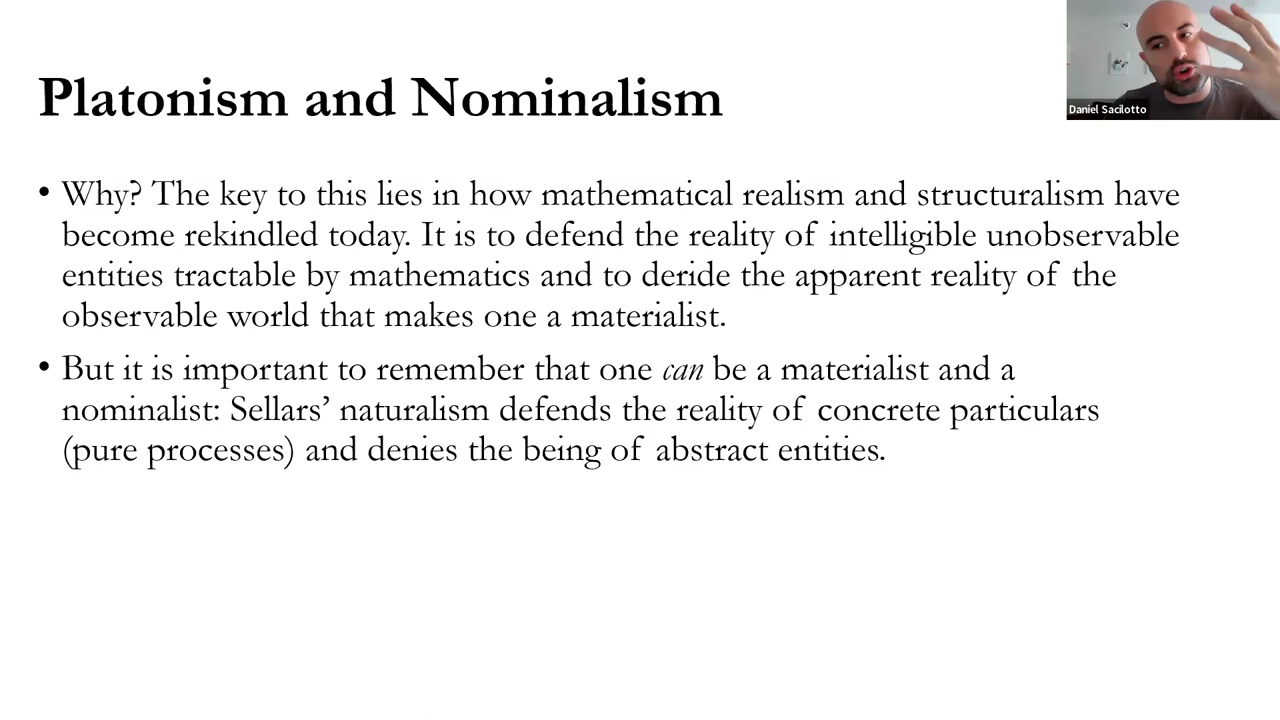 Platonism and Nominalism
Daniel Sacilotto
• Why? The key to this lies in how mathematical realism and structuralism have
become rekindled today. It is to defend the reality of intelligible unobservable
entities tractable by mathematics and to deride the apparent reality of the
observable world that makes one a materialist.
• But it is important to remember that one can be a materialist and a
nominalist: Sellars’ naturalism defends the reality of concrete particulars
(pure processes) and denies the being of abstract entities.